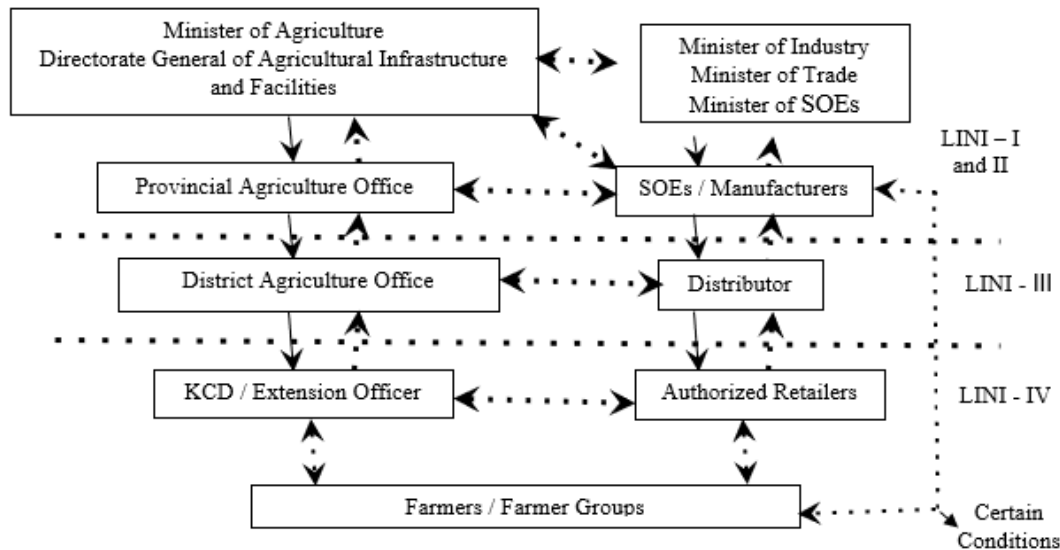 Minister of Agriculture
Directorate General of Agricultural Infrastructure
and Facilities
Minister of Industry
Minister of Trade
Minister of SOEs
LINI – I
and II
Provincial Agriculture Office
SOEs / Manufacturers
District Agriculture Office
Distributor
LINI - III
KCD / Extension Officer
Authorized Retailers
LINI - IV
Farmers / Farmer Groups
Certain
Conditions